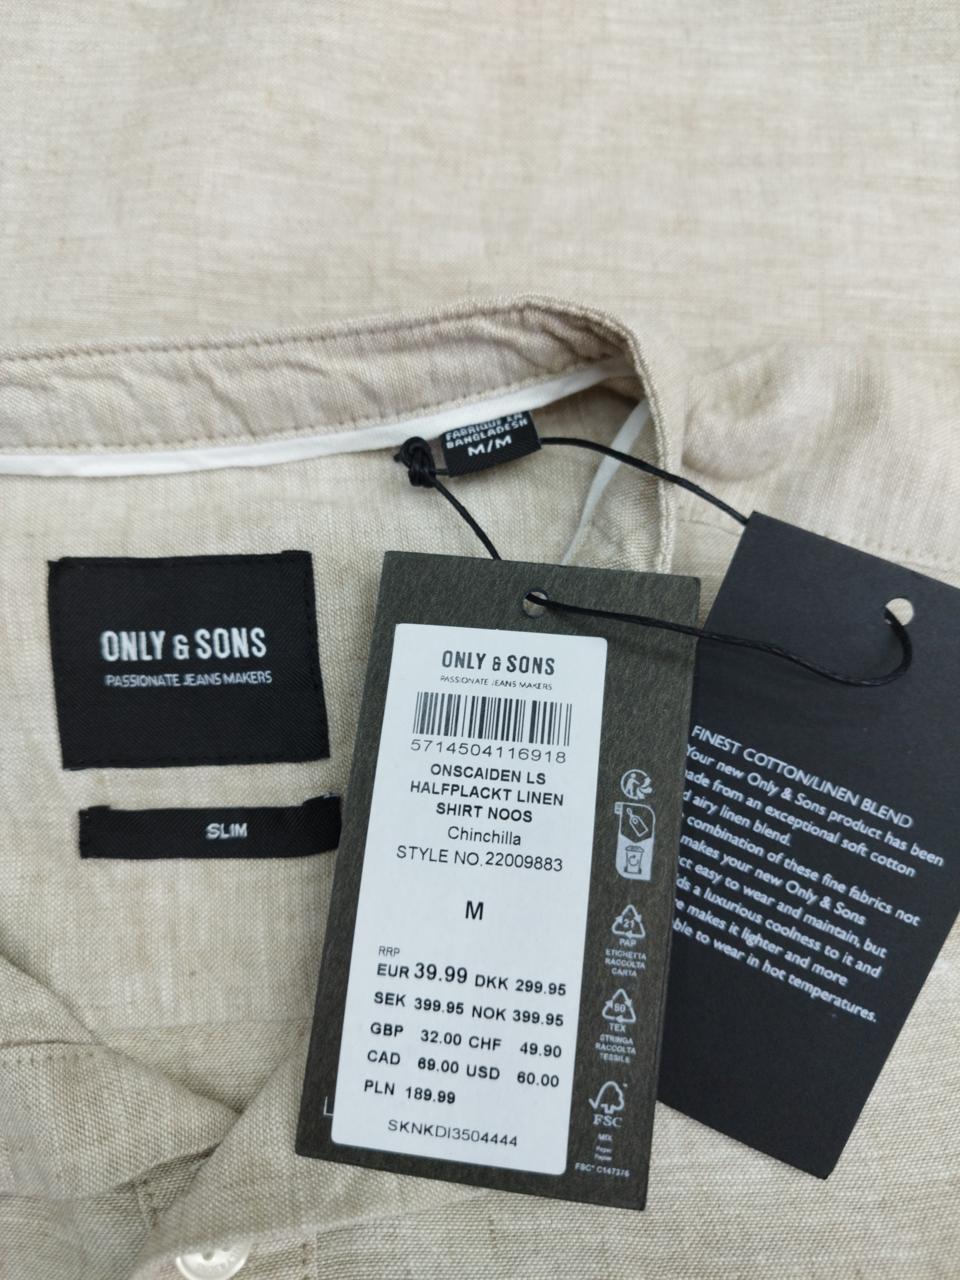 FABRIQUE EN
BANGLADESH
M/M
ONLY & SONS
PASSIONATE JEANS MAKERS
SLIM
ONLY & SONS
PASSIONATE JEANS MAKERS
5714504116918
ONSCAIDEN LS
HALFPLACKT LINEN
SHIRT NOOS
Chinchilla
STYLE NO.22009883
M
RRP
EUR 39.99 DKK 299.95
SEK 399.95 NOK 399.95
GBP 32.00 CHF 49.90
CAD 69.00 USD 60.00
PLN 189.99
SKNKDI3504444
21
PAP
ETICHETTA
RACCOLTA
CARTA
60
TEX
STRINGA
RACCOLTA
TESSILE
FSC
MIX
Paper
Papier
FINEST COTTON/LINEN BLEND
Your new Only & Sons product has been
made from an exceptional soft cotton
airy linen blend.
combination of these fine fabrics not
makes your new Only & Sons
easy to wear and maintain, but
a luxurious coolness to it and
makes it lighter and more
to wear in hot temperatures.